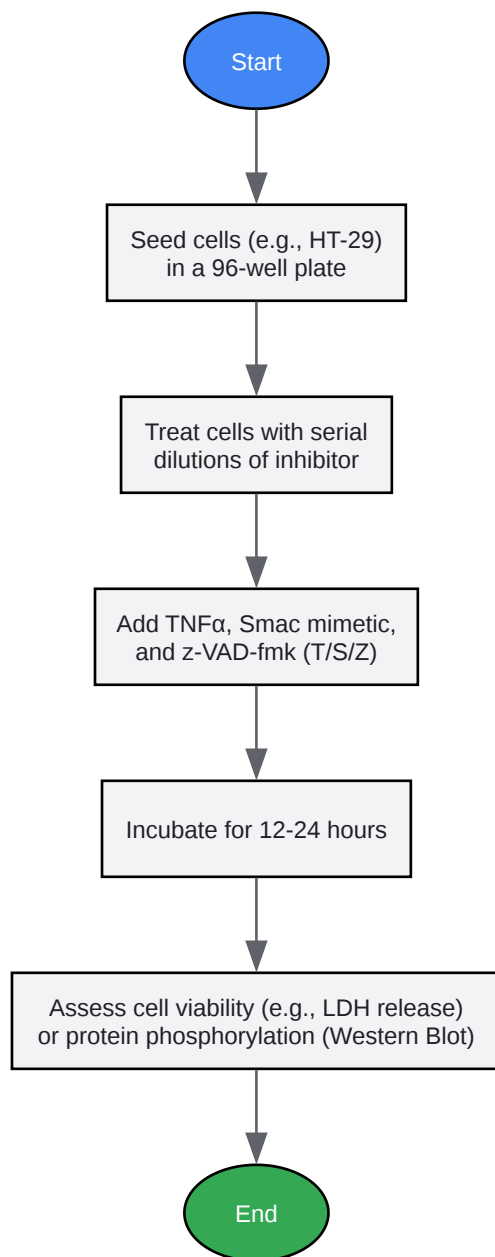 Start
Seed cells (e.g., HT-29)
in a 96-well plate
Treat cells with serial
dilutions of inhibitor
Add TNFα, Smac mimetic,
and z-VAD-fmk (T/S/Z)
Incubate for 12-24 hours
Assess cell viability (e.g., LDH release)
or protein phosphorylation (Western Blot)
End